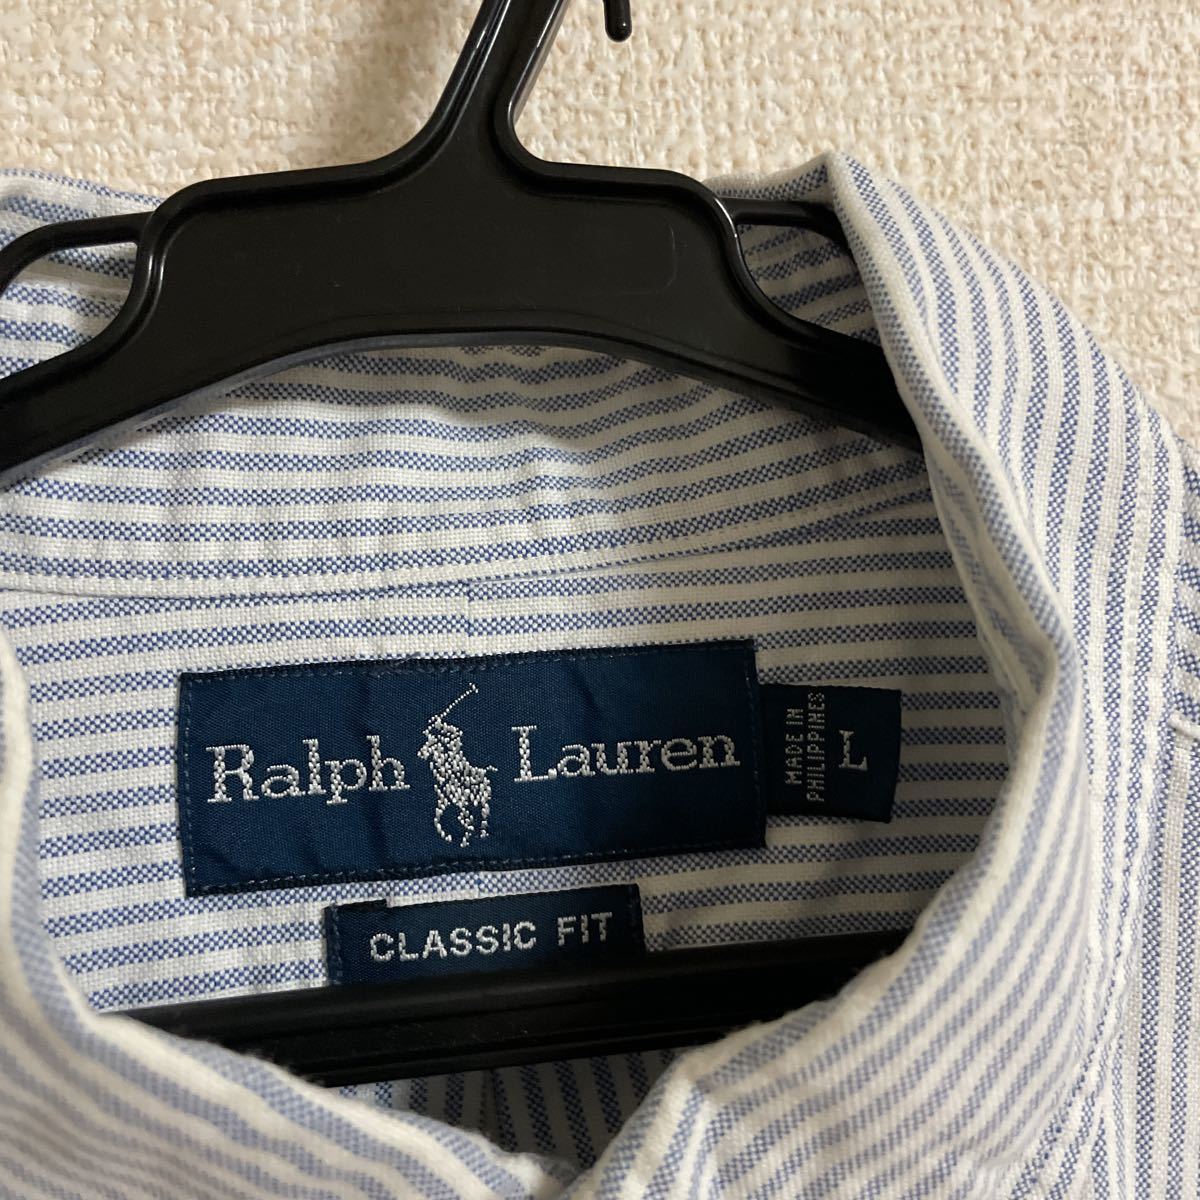 Ralph Lauren
MADE IN
PHILIPPINES
L
CLASSIC FIT